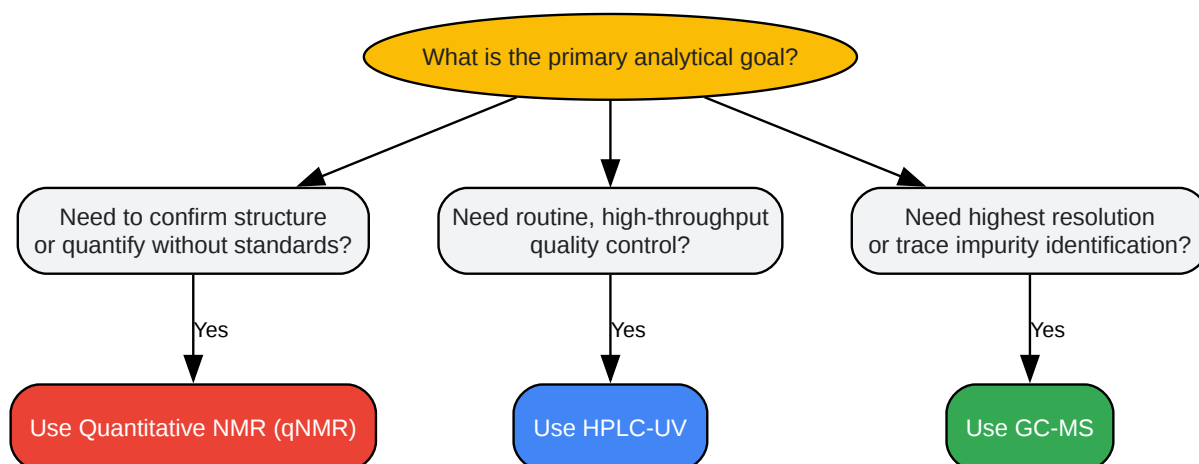 What is the primary analytical goal?
Need to confirm structure
or quantify without standards?
Need routine, high-throughput
quality control?
Need highest resolution
or trace impurity identification?
Yes
Yes
Yes
Use Quantitative NMR (qNMR)
Use HPLC-UV
Use GC-MS